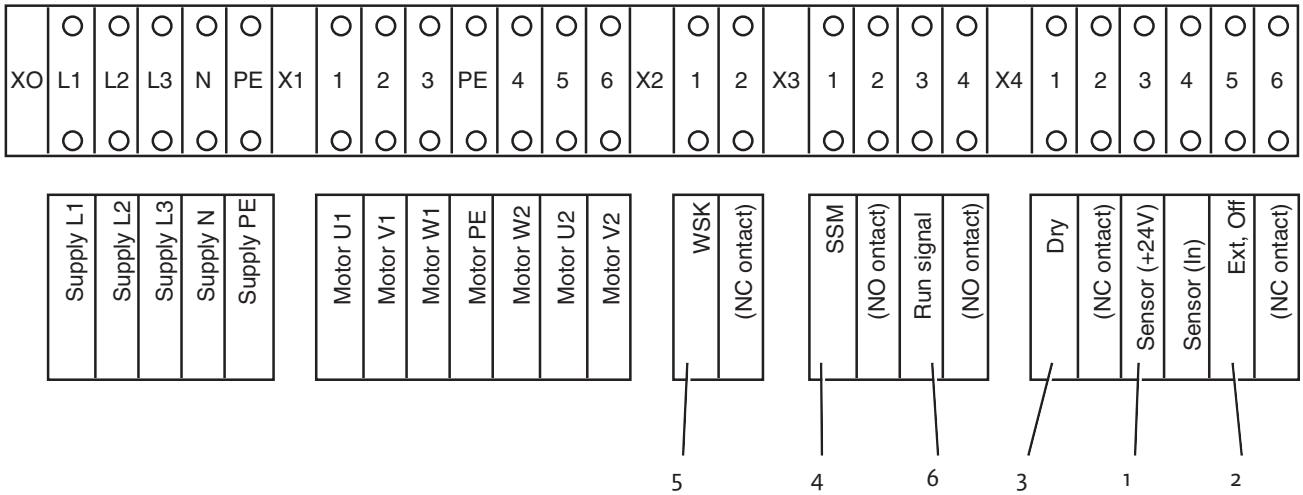 XO L1 L2 L3 N PE X1 1 2 3 PE 4 5 6 X2 1 2 X3 1 2 3 4 X4 1 2 3 4 5 6
Supply L1
Supply L2
Supply L3
Supply N
Supply PE
Motor U1
Motor V1
Motor W1
Motor PE
Motor W2
Motor U2
Motor V2
WSK
(NC ontact)
SSM
(NO ontact)
Run signal
(NO ontact)
Dry
(NC ontact)
Sensor (+24V)
Sensor (In)
Ext, Off
(NC ontact)
5 4 6 3 1 2